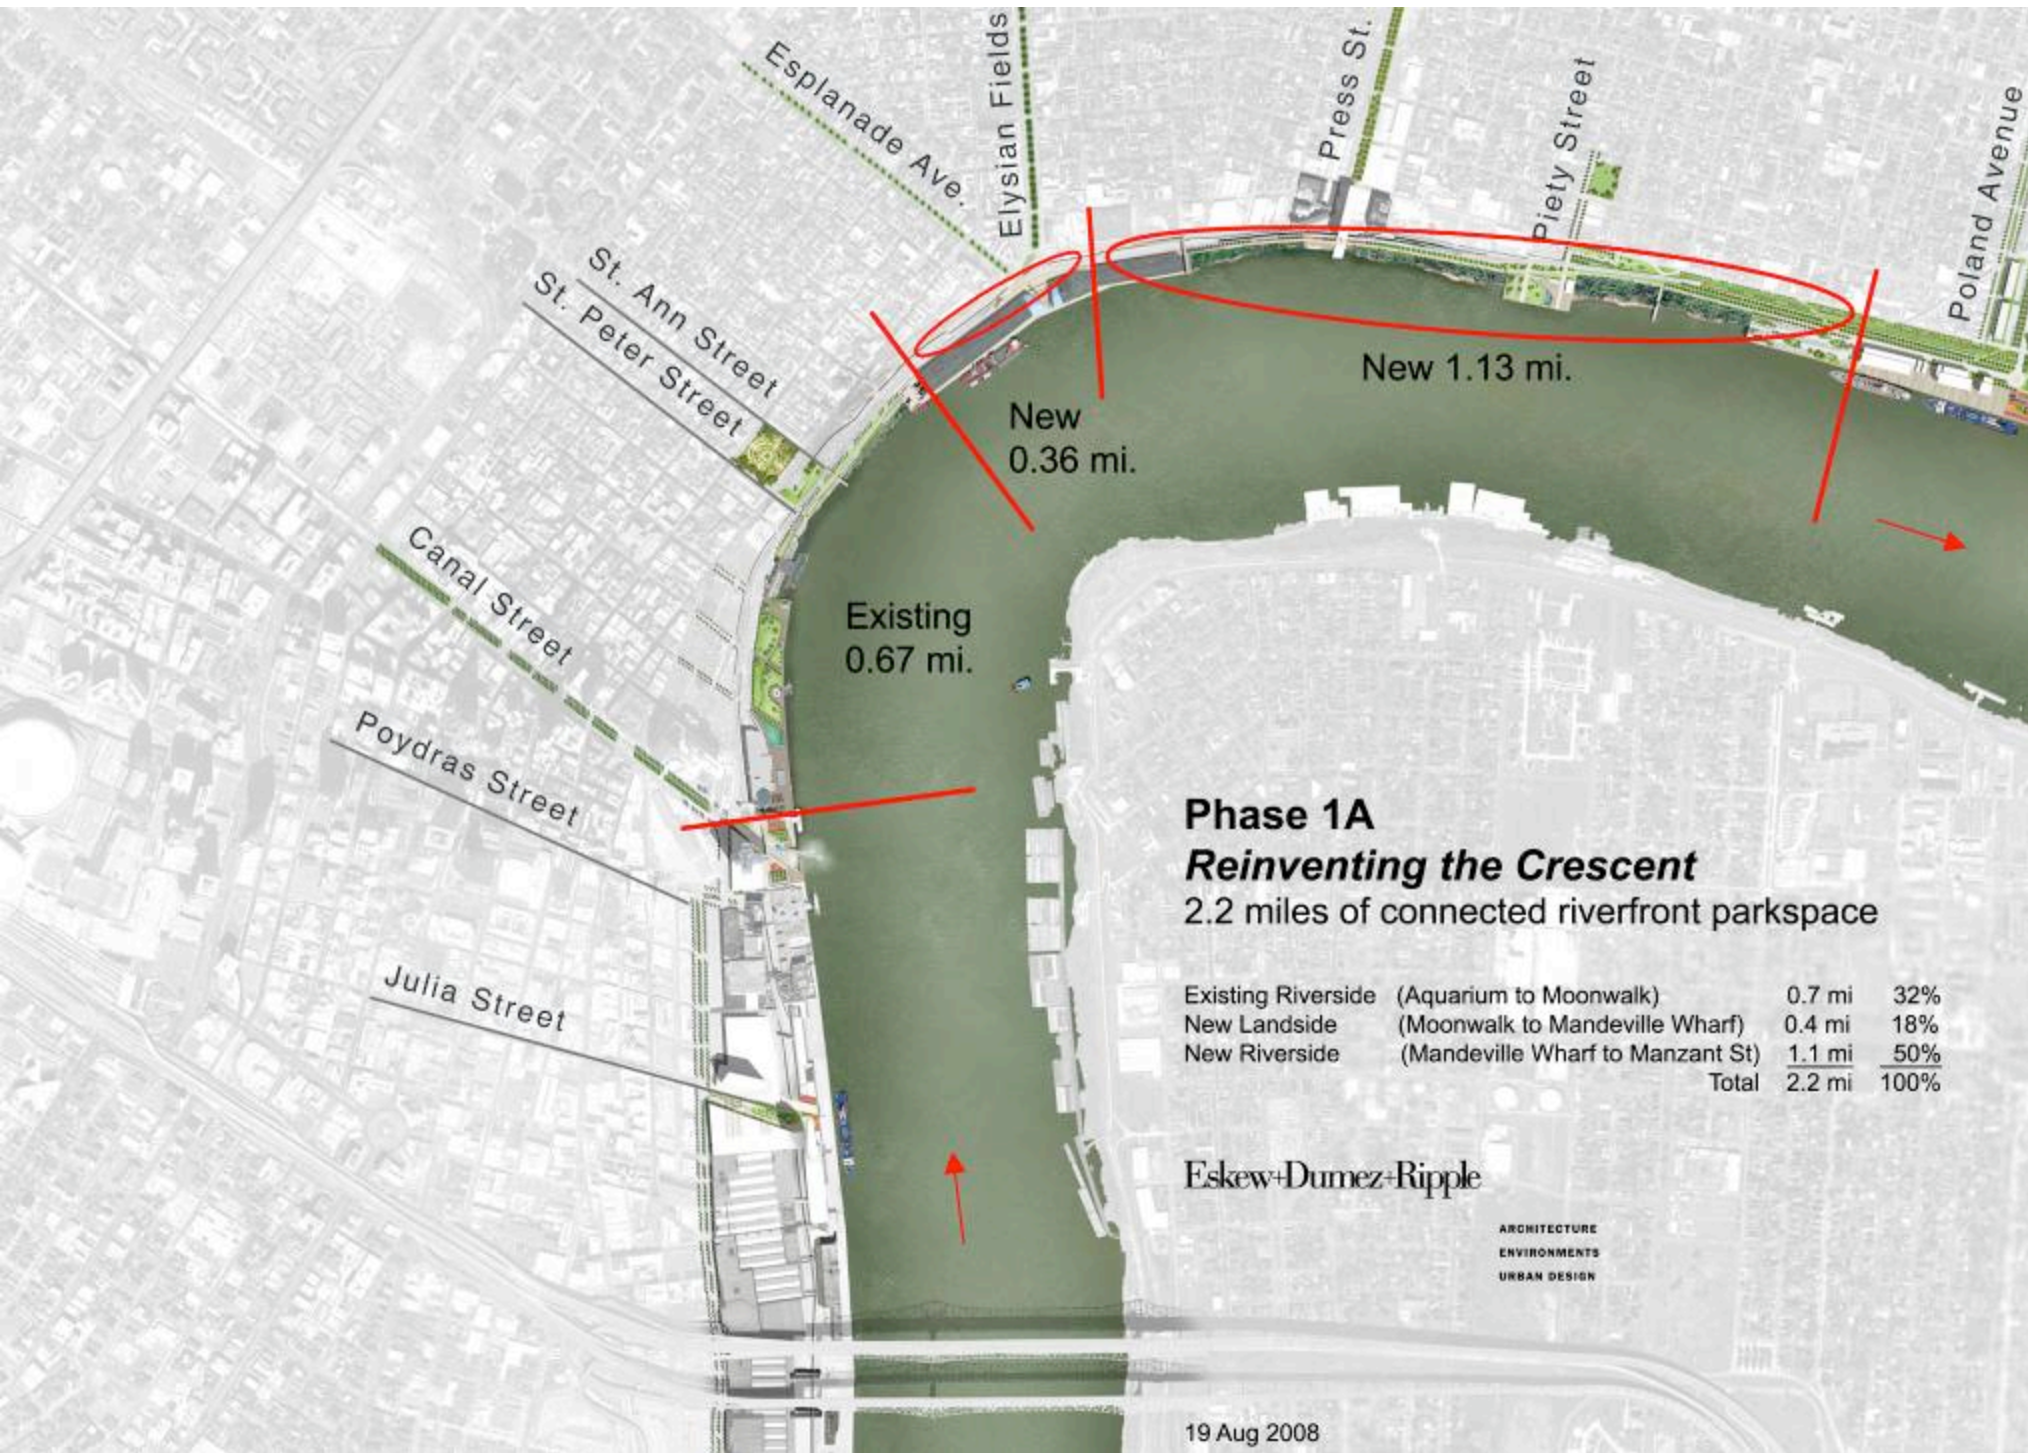 Esplanade Ave.
Elysian Fields
Press St.
Piety Street
Poland Avenue
St. Ann Street
St. Peter Street
Canal Street
Poydras Street
Julia Street
New 1.13 mi.
New
0.36 mi.
Existing
0.67 mi.
Phase 1A
Reinventing the Crescent
2.2 miles of connected riverfront parkspace
Existing Riverside (Aquarium to Moonwalk) 0.7 mi 32%
New Landside (Moonwalk to Mandeville Wharf) 0.4 mi 18%
New Riverside (Mandeville Wharf to Manzant St) 1.1 mi 50%
Total 2.2 mi 100%
Eskew+Dumez+Ripple
ARCHITECTURE
ENVIRONMENTS
URBAN DESIGN
19 Aug 2008